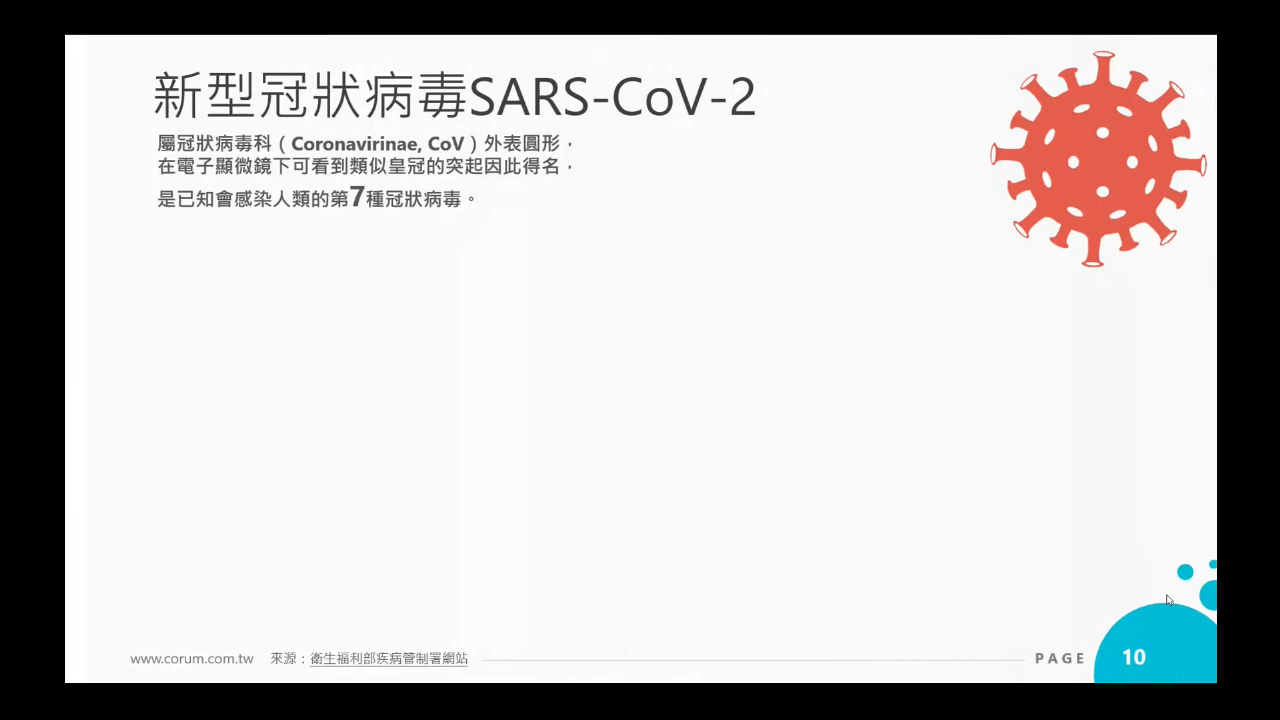 新型冠狀病毒SARS-CoV-2
屬冠狀病毒科（Coronavirinae, CoV）外表圓形，
在電子顯微鏡下可看到類似皇冠的突起因此得名，
是已知會感染人類的第7種冠狀病毒。
www.corum.com.tw 來源：衛生福利部疾病管制署網站 PAGE 10